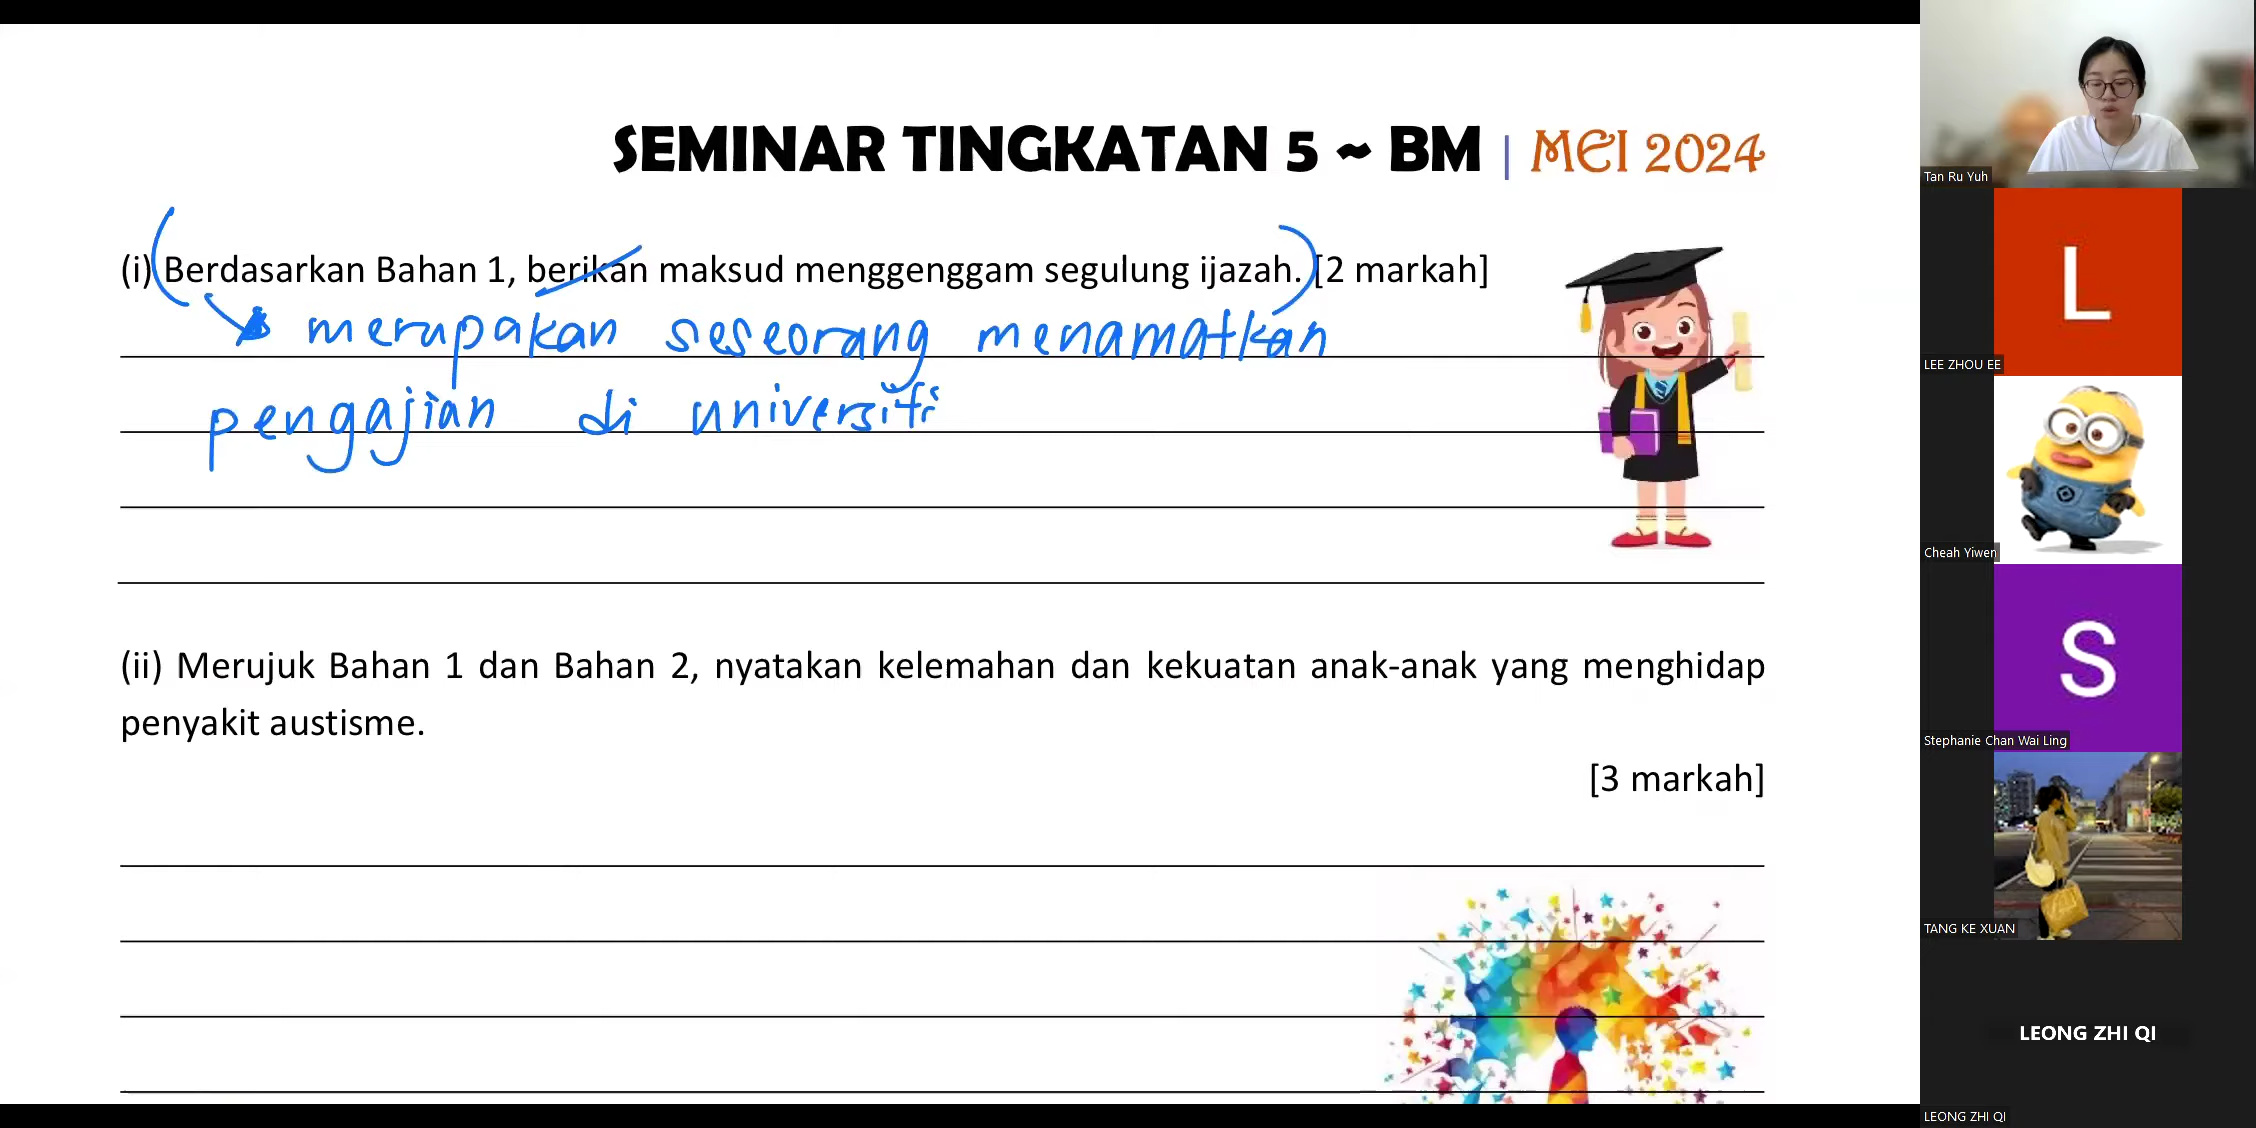 SEMINAR TINGKATAN 5 ~ BM | MEI 2024
(i) Berdasarkan Bahan 1, berikan maksud menggenggam segulung ijazah. [2 markah]
merupakan seseorang menamatkan
pengajian di universiti
(ii) Merujuk Bahan 1 dan Bahan 2, nyatakan kelemahan dan kekuatan anak-anak yang menghidap
penyakit austisme.
[3 markah]
Tan Ru Yuh
L
LEE ZHOU EE
Cheah Yiwen
S
Stephanie Chan Wai Ling
TANG KE XUAN
LEONG ZHI QI
LEONG ZHI QI